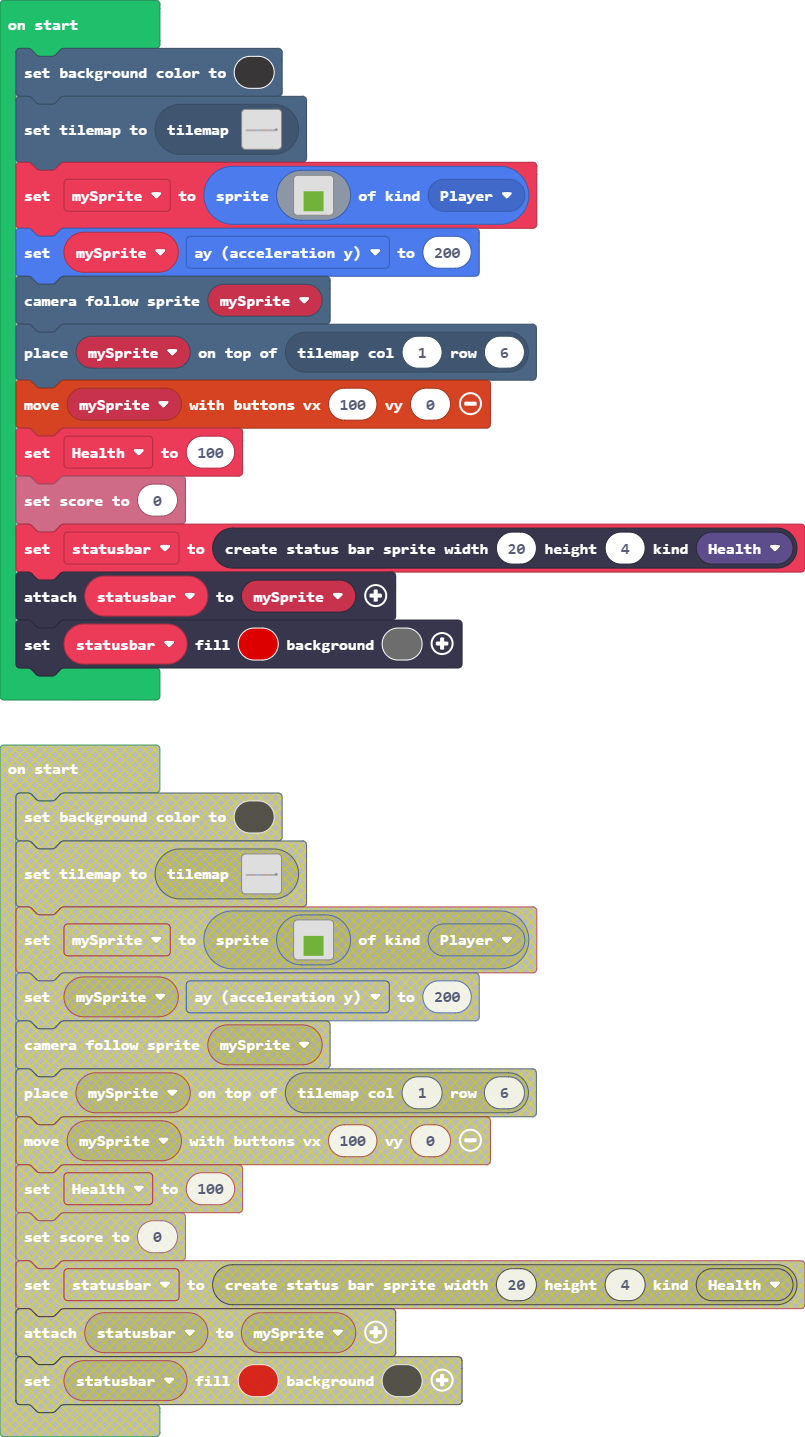 on start
set background color to
set tilemap to tilemap
set mySprite to sprite of kind Player
set mySprite ay (acceleration y) to 200
camera follow sprite mySprite
place mySprite on top of tilemap col 1 row 6
move mySprite with buttons vx 100 vy 0
set Health to 100
set score to 0
set statusbar to create status bar sprite width 20 height 4 kind Health
attach statusbar to mySprite
set statusbar fill background
on start
set background color to
set tilemap to tilemap
set mySprite to sprite of kind Player
set mySprite ay (acceleration y) to 200
camera follow sprite mySprite
place mySprite on top of tilemap col 1 row 6
move mySprite with buttons vx 100 vy 0
set Health to 100
set score to 0
set statusbar to create status bar sprite width 20 height 4 kind Health
attach statusbar to mySprite
set statusbar fill background